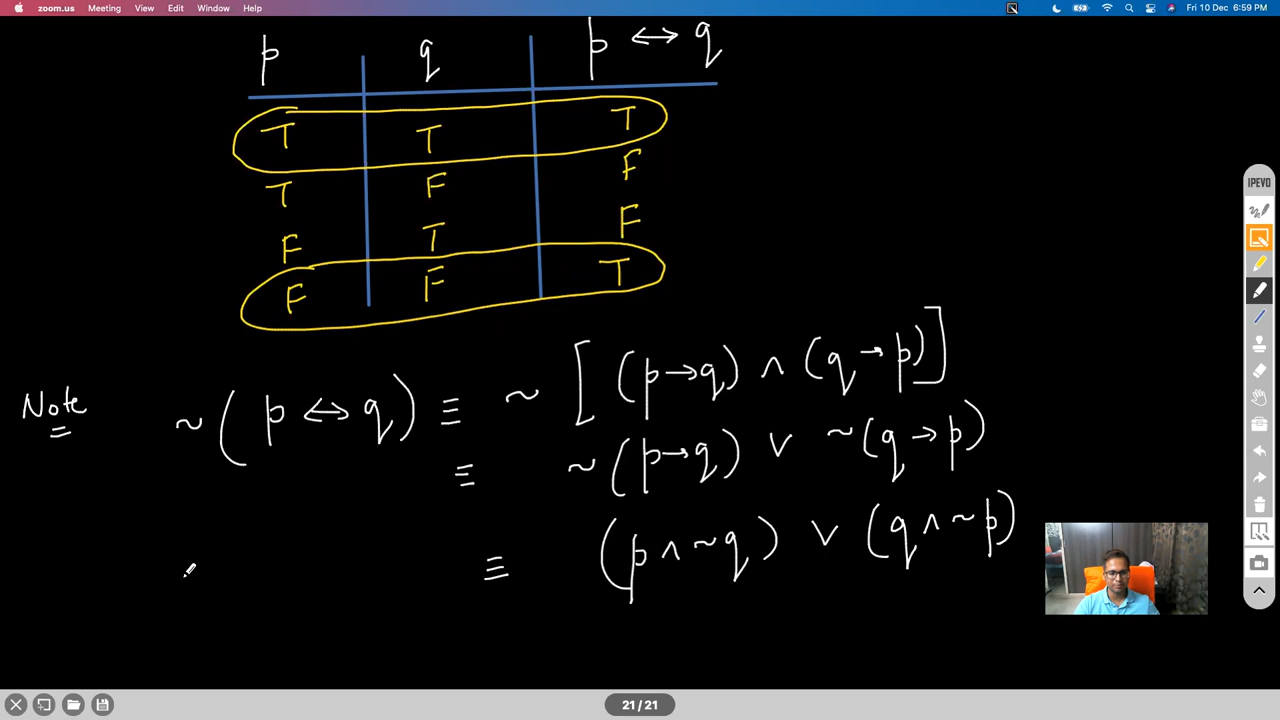 zoom.us Meeting View Edit Window Help Fri 10 Dec 6:59 PM
p q p ↔ q
T T T
T F F
F T F
F F T
Note ~(p ↔ q) ≡ ~[(p→q) ∧ (q→p)]
≡ ~(p→q) ∨ ~(q→p)
≡ (p ∧ ~q) ∨ (q ∧ ~p)
IPEVO
21 / 21